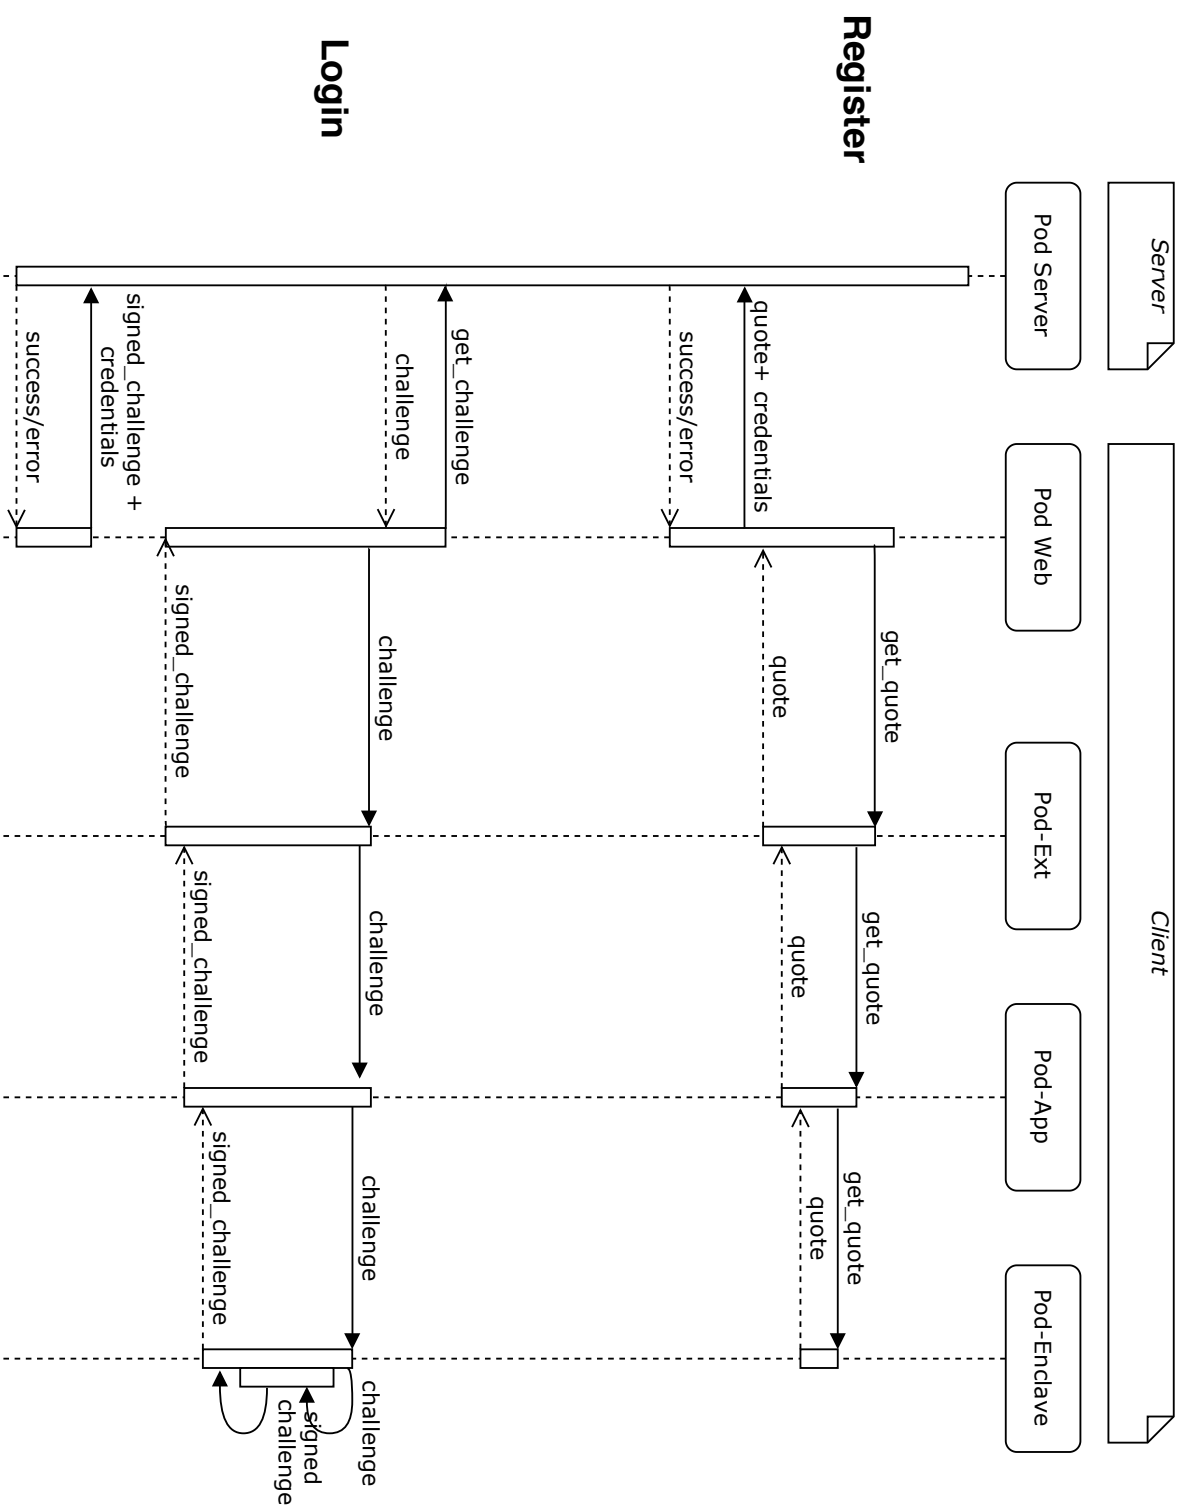 Server
Client
Pod Server
Pod Web
Pod-Ext
Pod-App
Pod-Enclave
Register
get_quote
get_quote
get_quote
quote
quote
quote
quote+ credentials
success/error
Login
get_challenge
challenge
challenge
challenge
challenge
challenge
signed
challenge
signed_challenge
signed_challenge
signed_challenge
signed_challenge +
credentials
success/error